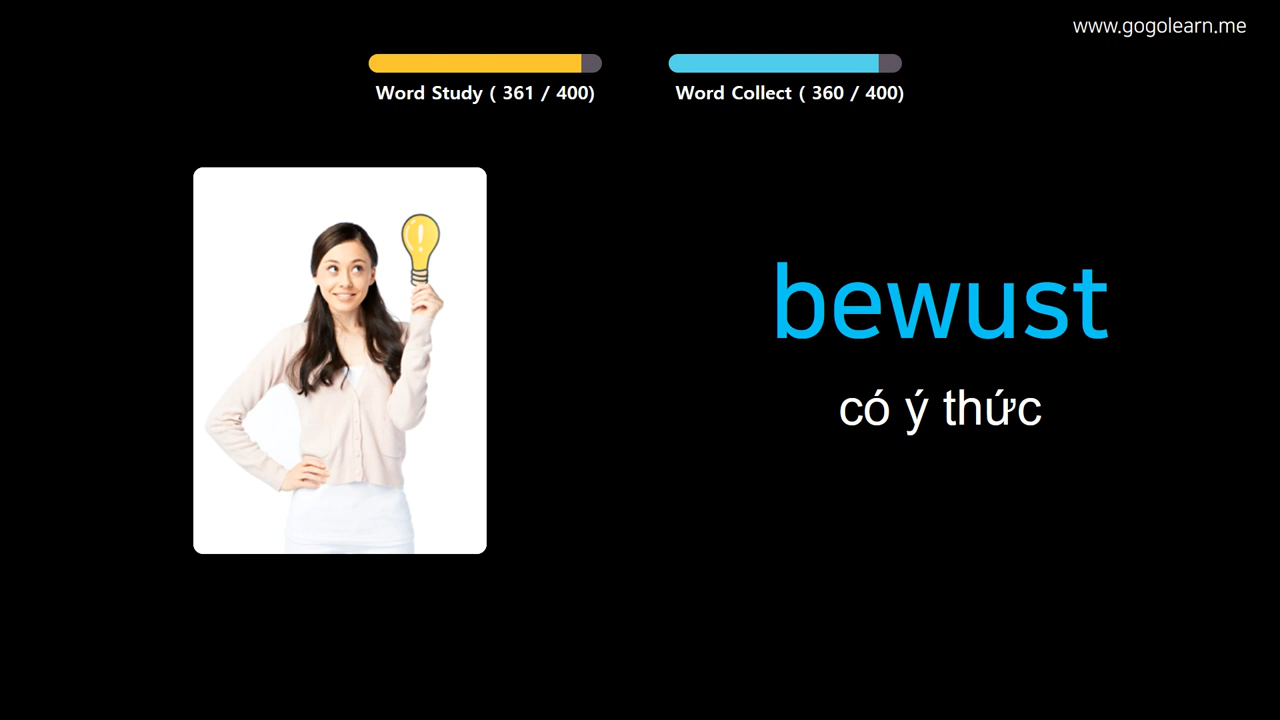 www.gogolearn.me
Word Study ( 361 / 400)
Word Collect ( 360 / 400)
bewust
có ý thức